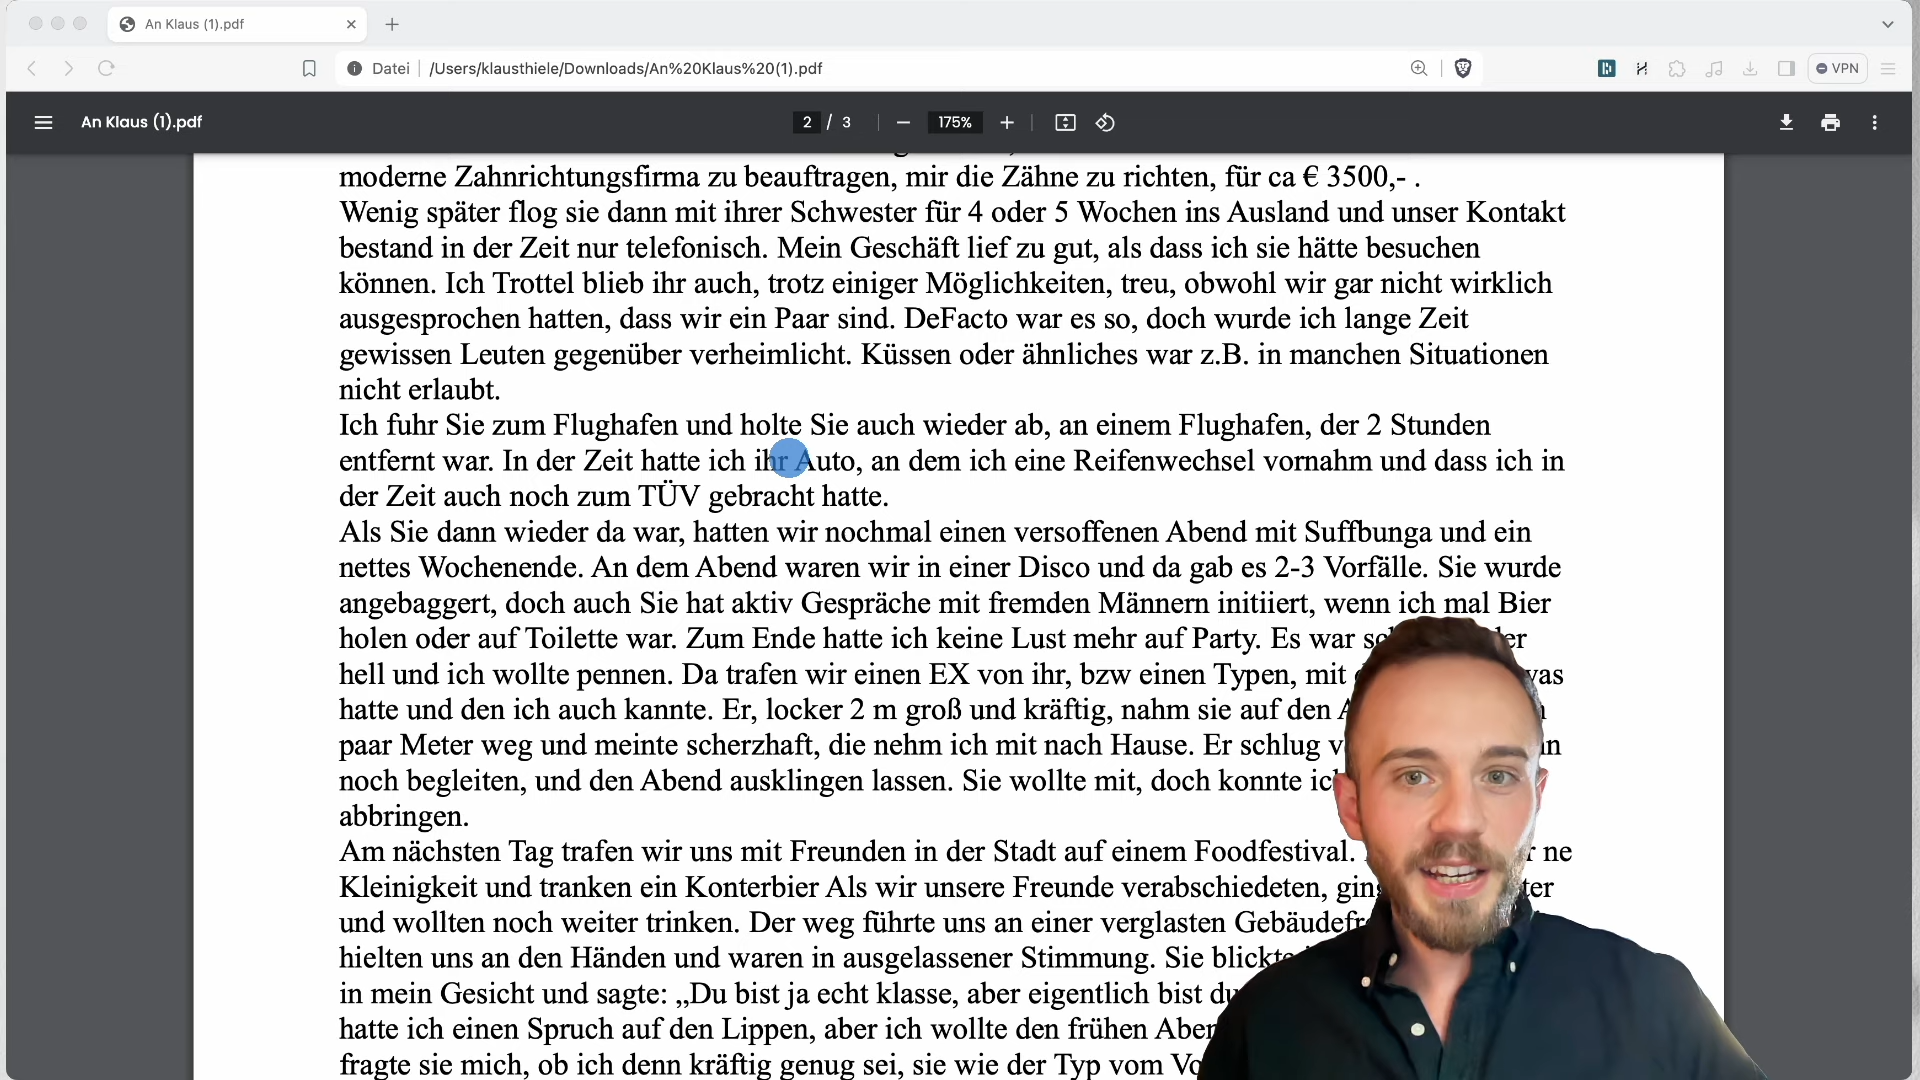 An Klaus (1).pdf
Datei /Users/klausthiele/Downloads/An%20Klaus%20(1).pdf
VPN
An Klaus (1).pdf
2 / 3
175%
moderne Zahnrichtungsfirma zu beauftragen, mir die Zähne zu richten, für ca € 3500,- .
Wenig später flog sie dann mit ihrer Schwester für 4 oder 5 Wochen ins Ausland und unser Kontakt
bestand in der Zeit nur telefonisch. Mein Geschäft lief zu gut, als dass ich sie hätte besuchen
können. Ich Trottel blieb ihr auch, trotz einiger Möglichkeiten, treu, obwohl wir gar nicht wirklich
ausgesprochen hatten, dass wir ein Paar sind. DeFacto war es so, doch wurde ich lange Zeit
gewissen Leuten gegenüber verheimlicht. Küssen oder ähnliches war z.B. in manchen Situationen
nicht erlaubt.
Ich fuhr Sie zum Flughafen und holte Sie auch wieder ab, an einem Flughafen, der 2 Stunden
entfernt war. In der Zeit hatte ich ihr Auto, an dem ich eine Reifenwechsel vornahm und dass ich in
der Zeit auch noch zum TÜV gebracht hatte.
Als Sie dann wieder da war, hatten wir nochmal einen versoffenen Abend mit Suffbunga und ein
nettes Wochenende. An dem Abend waren wir in einer Disco und da gab es 2-3 Vorfälle. Sie wurde
angebaggert, doch auch Sie hat aktiv Gespräche mit fremden Männern initiiert, wenn ich mal Bier
holen oder auf Toilette war. Zum Ende hatte ich keine Lust mehr auf Party. Es war
hell und ich wollte pennen. Da trafen wir einen EX von ihr, bzw einen Typen, mit
hatte und den ich auch kannte. Er, locker 2 m groß und kräftig, nahm sie auf den
paar Meter weg und meinte scherzhaft, die nehm ich mit nach Hause. Er schlug
noch begleiten, und den Abend ausklingen lassen. Sie wollte mit, doch konnte
abbringen.
Am nächsten Tag trafen wir uns mit Freunden in der Stadt auf einem Foodfestival. ne
Kleinigkeit und tranken ein Konterbier Als wir unsere Freunde verabschiedeten,
und wollten noch weiter trinken. Der weg führte uns an einer verglasten
hielten uns an den Händen und waren in ausgelassener Stimmung. Sie
in mein Gesicht und sagte: „Du bist ja echt klasse, aber eigentlich bist
hatte ich einen Spruch auf den Lippen, aber ich wollte den frühen
fragte sie mich, ob ich denn kräftig genug sei, sie wie der Typ vom